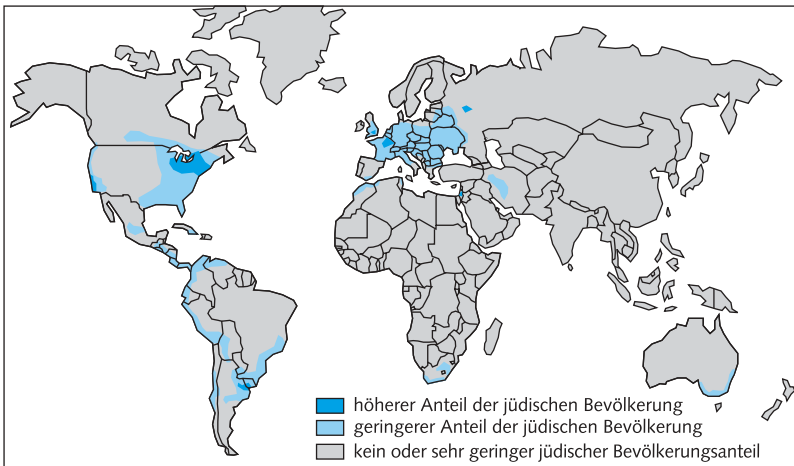 höherer Anteil der jüdischen Bevölkerung
geringerer Anteil der jüdischen Bevölkerung
kein oder sehr geringer jüdischer Bevölkerungsanteil